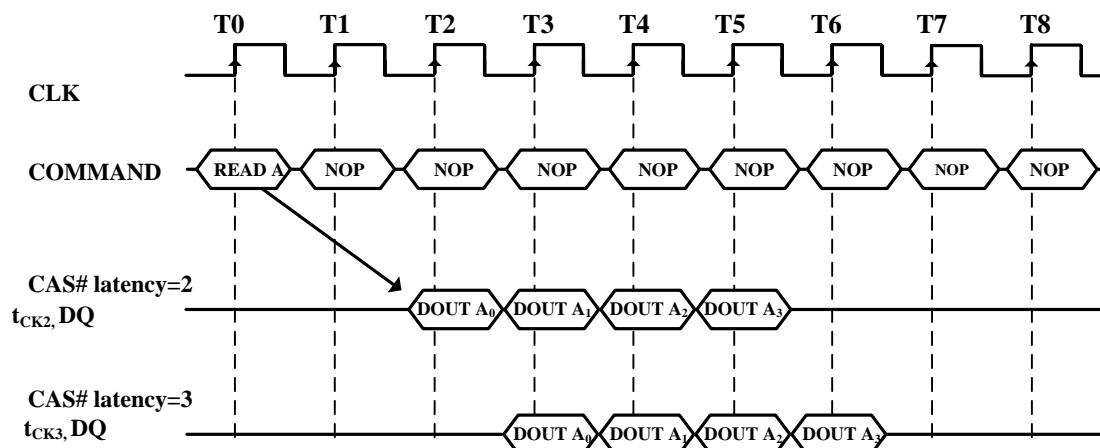 T0 T1 T2 T3 T4 T5 T6 T7 T8
CLK
COMMAND READ A NOP NOP NOP NOP NOP NOP NOP NOP
CAS# latency=2
tCK2, DQ DOUT A0 DOUT A1 DOUT A2 DOUT A3
CAS# latency=3
tCK3, DQ DOUT A0 DOUT A1 DOUT A2 DOUT A3